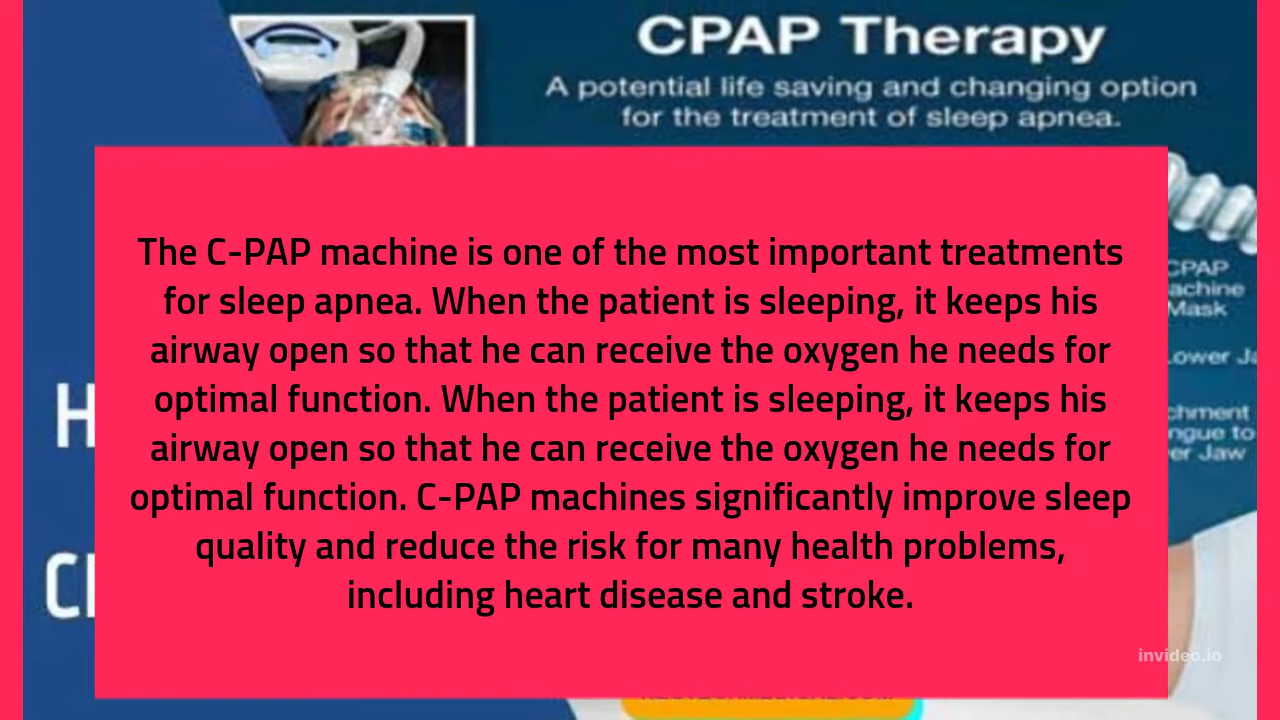 CPAP Therapy
A potential life saving and changing option
for the treatment of sleep apnea.
The C-PAP machine is one of the most important treatments
for sleep apnea. When the patient is sleeping, it keeps his
airway open so that he can receive the oxygen he needs for
optimal function. When the patient is sleeping, it keeps his
airway open so that he can receive the oxygen he needs for
optimal function. C-PAP machines significantly improve sleep
quality and reduce the risk for many health problems,
including heart disease and stroke.
CPAP
Mask
Jaw
invideo.io